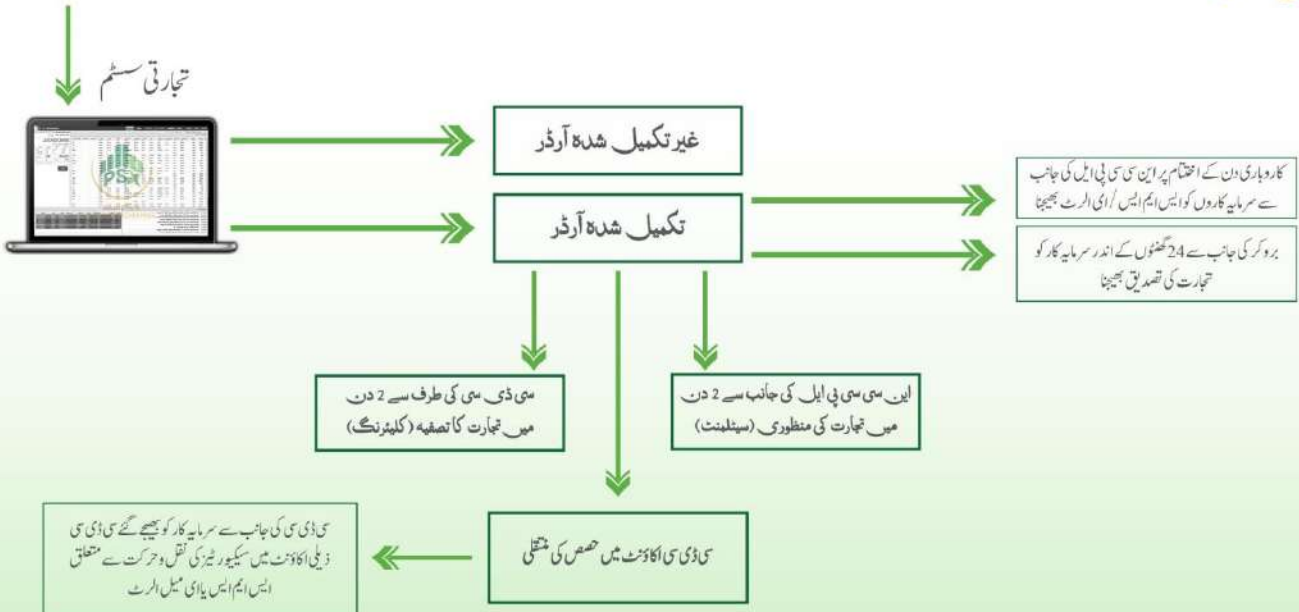 تجارتی سسٹم
غیر تکمیل شدہ آرڈر
تکمیل شدہ آرڈر
کاروباری دن کے اختتام پر این سی سی پی ایل کی جانب
سے سرمایہ کاروں کو ایس ایم ایس / ای الرٹ بھیجنا
بروکر کی جانب سے 24 گھنٹوں کے اندر سرمایہ کار کو
تجارت کی تصدیق بھیجنا
این سی سی پی ایل کی جانب سے 2 دن
میں تجارت کی منظوری (سیٹلمنٹ)
سی ڈی سی کی طرف سے 2 دن
میں تجارت کا تصفیہ (کلیئرنگ)
سی ڈی سی اکاؤنٹ میں حصص کی منتقلی
سی ڈی سی کی جانب سے سرمایہ کار کو بھیجے گئے سی ڈی سی
ذیلی اکاؤنٹ میں سیکیورٹیز کی نقل و حرکت سے متعلق
ایس ایم ایس یا ای میل الرٹ